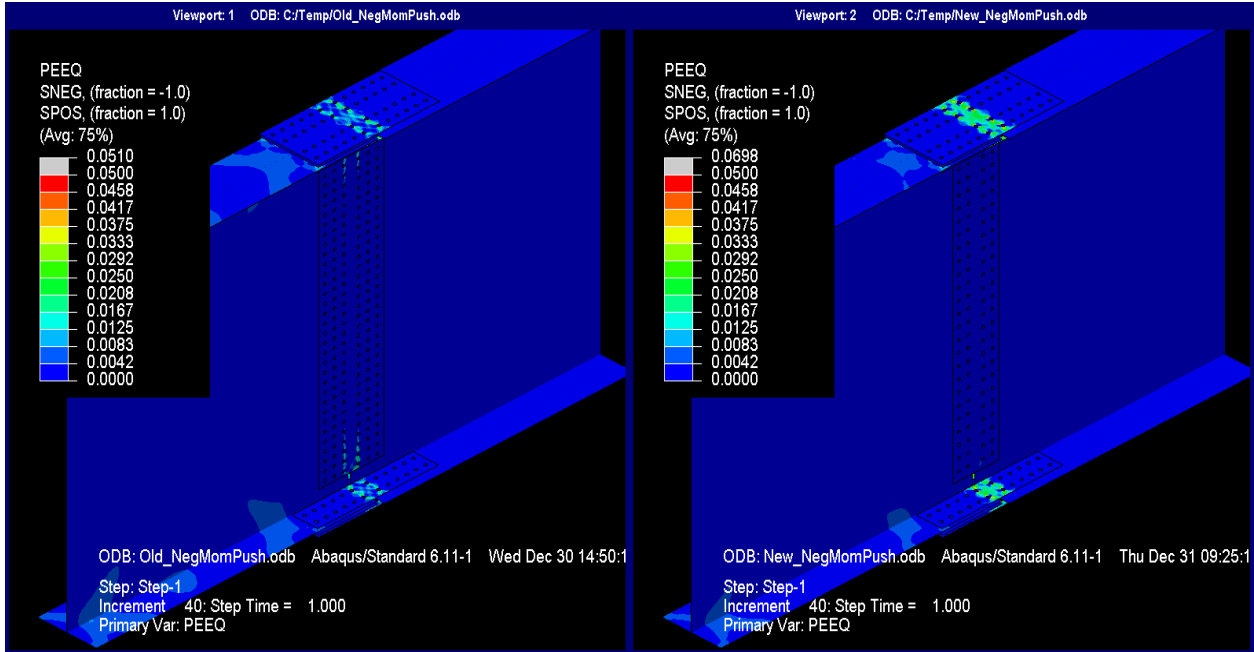 Viewport: 1 ODB: C:/Temp/Old_NegMomPush.odb
PEEQ
SNEG, (fraction = -1.0)
SPOS, (fraction = 1.0)
(Avg: 75%)
0.0510
0.0500
0.0458
0.0417
0.0375
0.0333
0.0292
0.0250
0.0208
0.0167
0.0125
0.0083
0.0042
0.0000
ODB: Old_NegMomPush.odb Abaqus/Standard 6.11-1 Wed Dec 30 14:50:1
Step: Step-1
Increment 40: Step Time = 1.000
Primary Var: PEEQ
Viewport: 2 ODB: C:/Temp/New_NegMomPush.odb
PEEQ
SNEG, (fraction = -1.0)
SPOS, (fraction = 1.0)
(Avg: 75%)
0.0698
0.0500
0.0458
0.0417
0.0375
0.0333
0.0292
0.0250
0.0208
0.0167
0.0125
0.0083
0.0042
0.0000
ODB: New_NegMomPush.odb Abaqus/Standard 6.11-1 Thu Dec 31 09:25:1
Step: Step-1
Increment 40: Step Time = 1.000
Primary Var: PEEQ